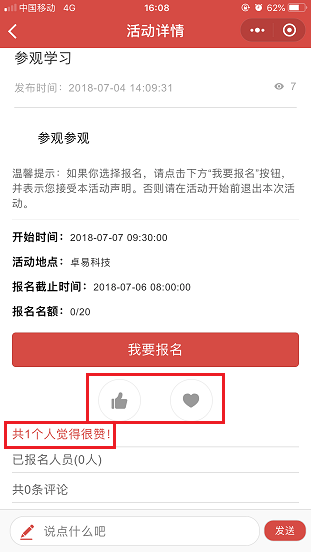 中国移动 4G 16:08 62%
活动详情
参观学习
发布时间：2018-07-04 14:09:31 7
参观参观
温馨提示：如果你选择报名，请点击下方“我要报名”按钮，
并表示您接受本活动声明。否则请在活动开始前退出本次活
动。
开始时间：2018-07-07 09:30:00
活动地点：卓易科技
报名截止时间：2018-07-06 08:00:00
报名名额：0/20
我要报名
共1个人觉得很赞！
已报名人员(0人)
共0条评论
说点什么吧 发送